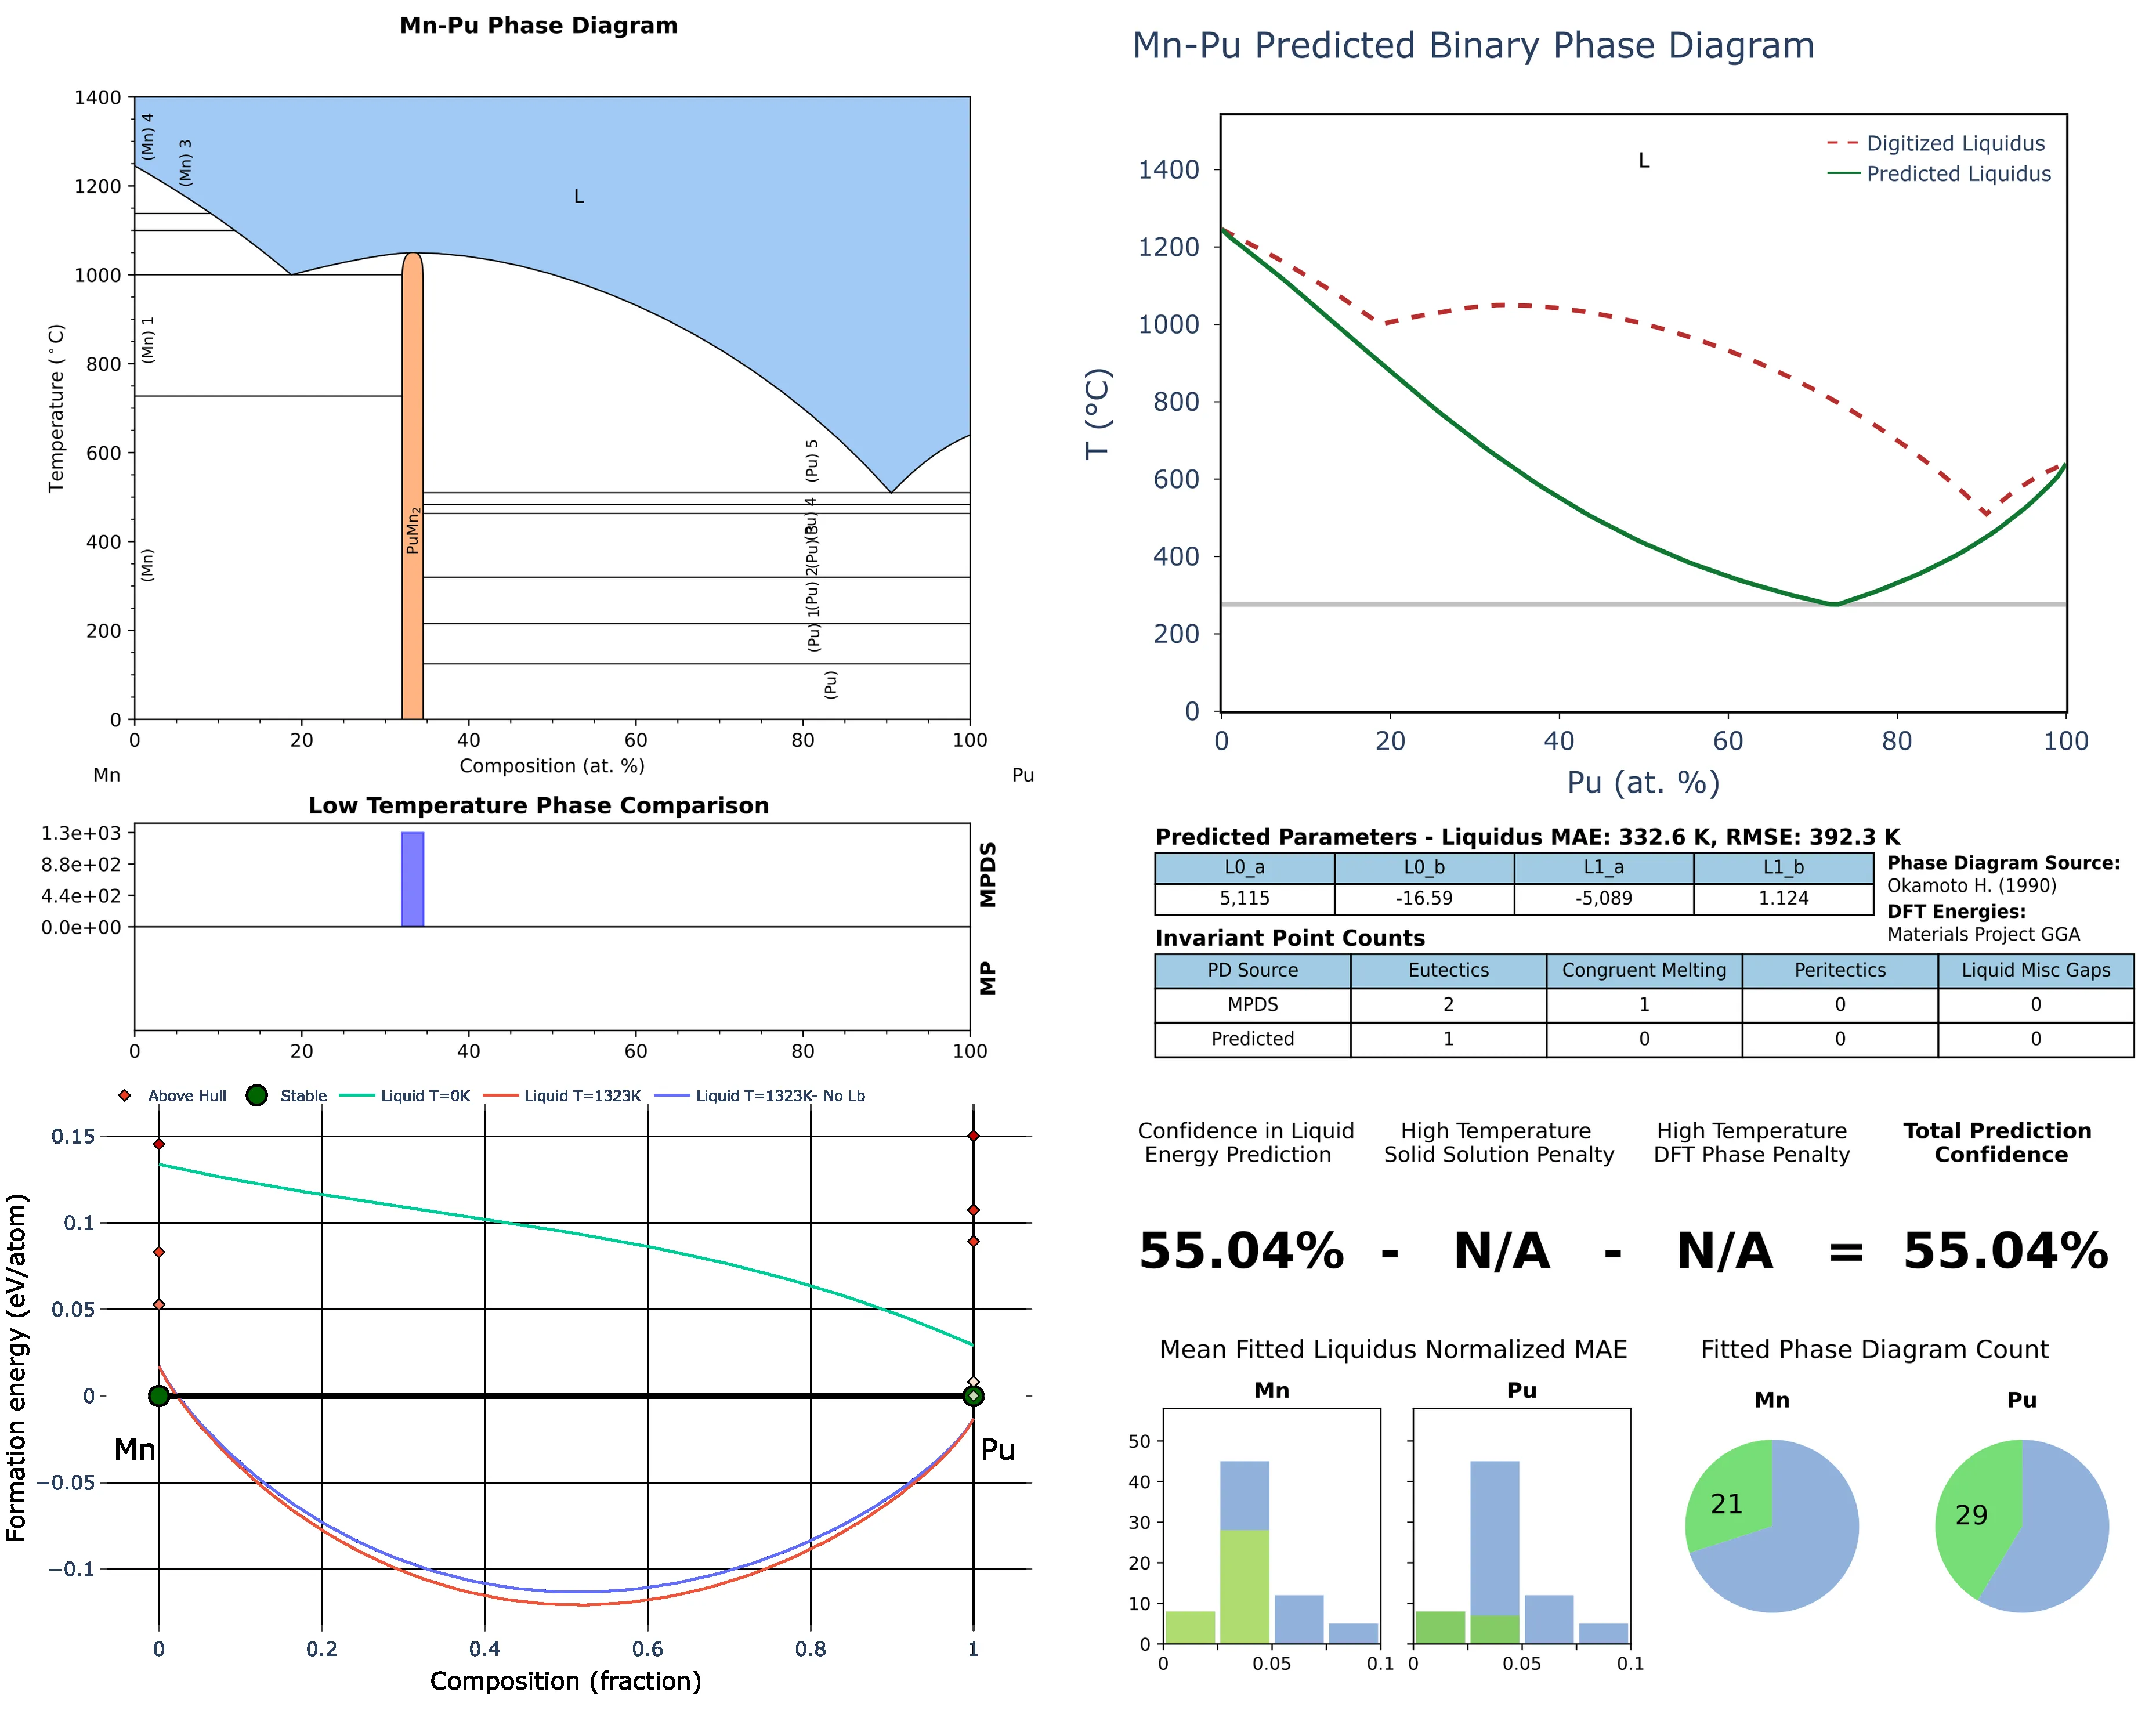 Mn-Pu Phase Diagram
1400
1200
1000
800
600
400
200
0
Temperature (°C)
(Mn) 4
(Mn) 3
(Mn) 1
(Mn)
L
PuMn2
(Pu) 5
(Pu) 4
(Pu) 3
(Pu) 2
(Pu) 1
(Pu)
0 20 40 60 80 100
Composition (at. %)
Mn Pu
Low Temperature Phase Comparison
1.3e+03
8.8e+02
4.4e+02
0.0e+00
MPDS
MP
0 20 40 60 80 100
Above Hull Stable Liquid T=0K Liquid T=1323K Liquid T=1323K- No Lb
0.15
0.1
0.05
0
−0.05
−0.1
Formation energy (eV/atom)
Mn Pu
0 0.2 0.4 0.6 0.8 1
Composition (fraction)
Mn-Pu Predicted Binary Phase Diagram
L
Digitized Liquidus
Predicted Liquidus
1400
1200
1000
800
600
400
200
0
T (°C)
0 20 40 60 80 100
Pu (at. %)
Predicted Parameters - Liquidus MAE: 332.6 K, RMSE: 392.3 K
L0_a L0_b L1_a L1_b
5,115 -16.59 -5,089 1.124
Phase Diagram Source:
Okamoto H. (1990)
DFT Energies:
Materials Project GGA
Invariant Point Counts
PD Source Eutectics Congruent Melting Peritectics Liquid Misc Gaps
MPDS 2 1 0 0
Predicted 1 0 0 0
Confidence in Liquid
Energy Prediction
High Temperature
Solid Solution Penalty
High Temperature
DFT Phase Penalty
Total Prediction
Confidence
55.04% - N/A - N/A = 55.04%
Mean Fitted Liquidus Normalized MAE
Mn Pu
50
40
30
20
10
0
0 0.05 0.1 0 0.05 0.1
Fitted Phase Diagram Count
Mn Pu
21 29